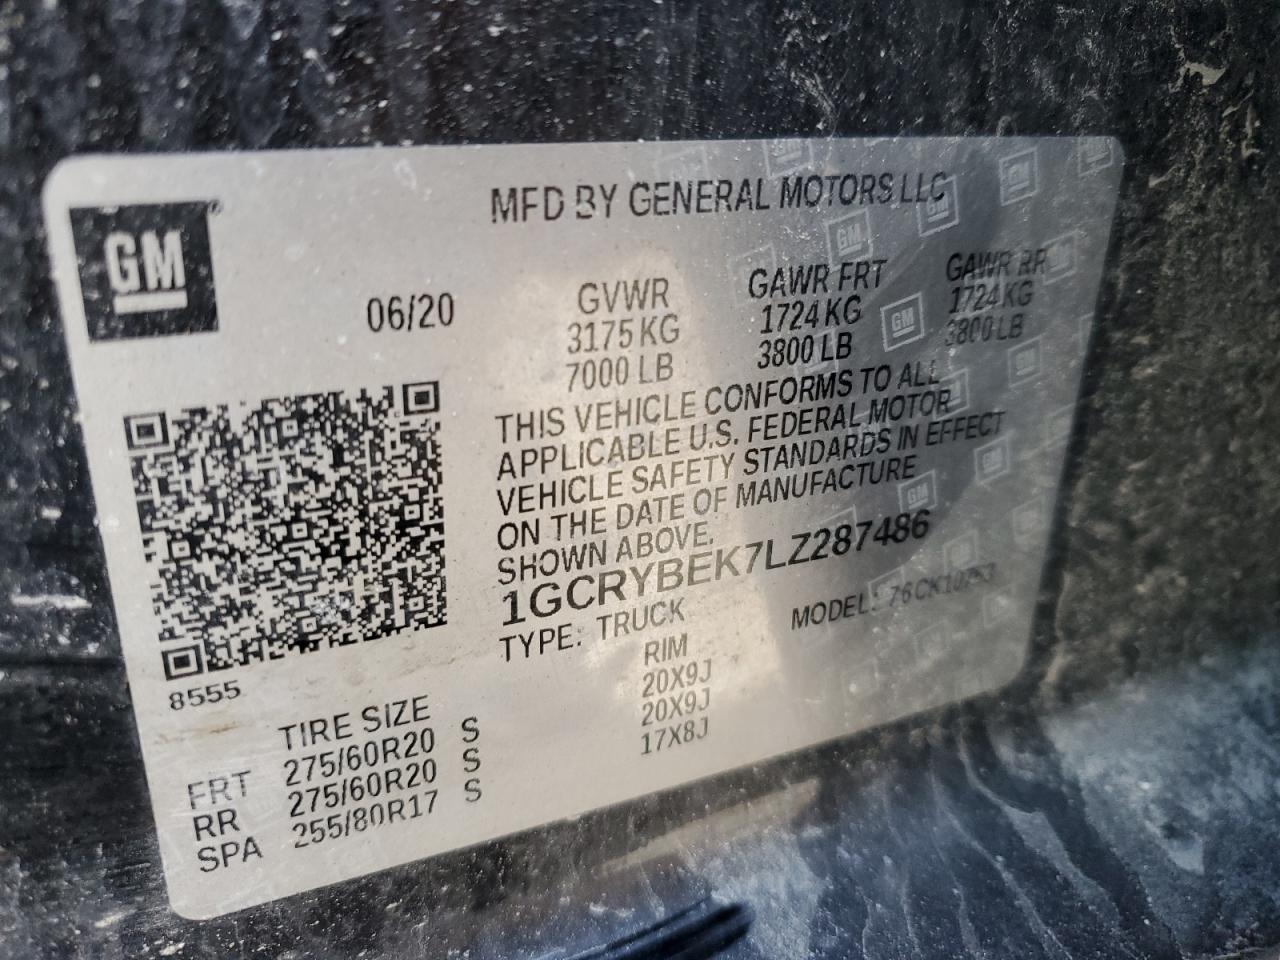 GM
MFD BY GENERAL MOTORS LLC
06/20
GVWR GAWR FRT GAWR RR
3175 KG 1724 KG 1724 KG
7000 LB 3800 LB 3800 LB
THIS VEHICLE CONFORMS TO ALL
APPLICABLE U.S. FEDERAL MOTOR
VEHICLE SAFETY STANDARDS IN EFFECT
ON THE DATE OF MANUFACTURE
SHOWN ABOVE.
1GCRYBEK7LZ287486
TYPE: TRUCK MODEL:
8555
TIRE SIZE RIM
FRT 275/60R20 S 20X9J
RR 275/60R20 S 20X9J
SPA 255/80R17 S 17X8J